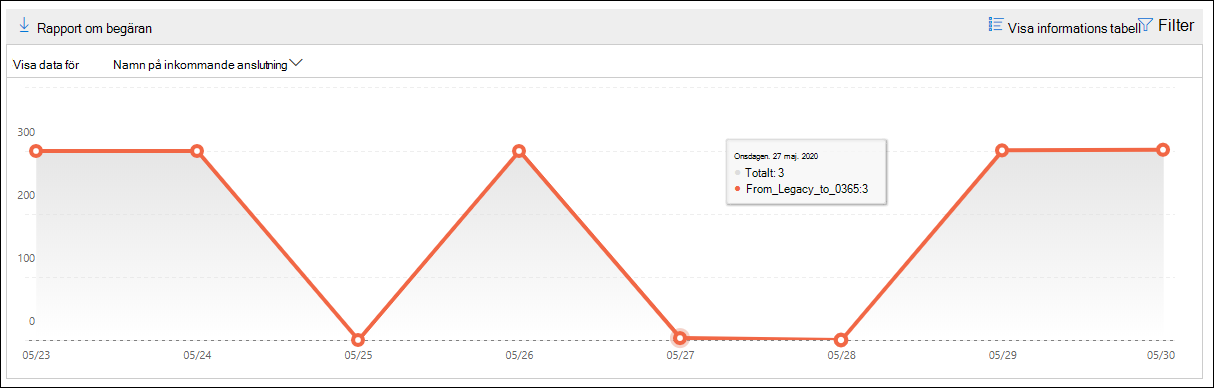 Rapport om begäran
Visa informations tabell
Filter
Visa data för
Namn på inkommande anslutning
300
200
100
0
Onsdagen. 27 maj. 2020
Totalt: 3
From_Legacy_to_0365:3
05/23
05/24
05/25
05/26
05/27
05/28
05/29
05/30